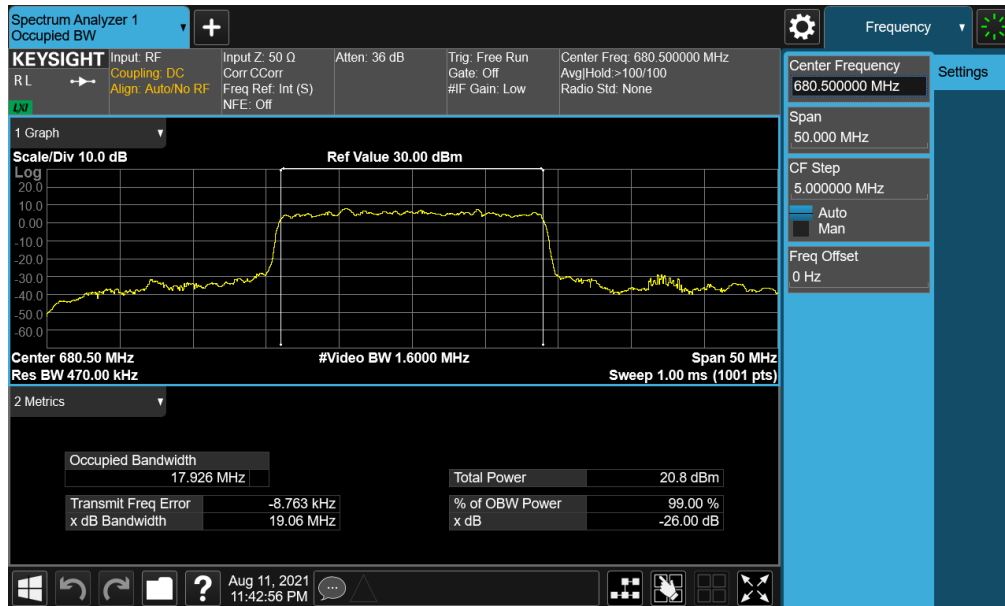 Spectrum Analyzer 1
Occupied BW
+
Frequency
KEYSIGHT
R L
LXI
Input: RF
Coupling: DC
Align: Auto/No RF
Input Z: 50 Ω
Corr CCorr
Freq Ref: Int (S)
NFE: Off
Atten: 36 dB
Trig: Free Run
Gate: Off
#IF Gain: Low
Center Freq: 680.500000 MHz
Avg|Hold:>100/100
Radio Std: None
Center Frequency
680.500000 MHz
Settings
Span
50.000 MHz
CF Step
5.000000 MHz
Auto
Man
Freq Offset
0 Hz
1 Graph
Scale/Div 10.0 dB
Ref Value 30.00 dBm
Log
20.0
10.0
0.00
-10.0
-20.0
-30.0
-40.0
-50.0
-60.0
Center 680.50 MHz
#Video BW 1.6000 MHz
Span 50 MHz
Res BW 470.00 kHz
Sweep 1.00 ms (1001 pts)
2 Metrics
Occupied Bandwidth
17.926 MHz
Total Power 20.8 dBm
Transmit Freq Error -8.763 kHz
% of OBW Power 99.00 %
x dB Bandwidth 19.06 MHz
x dB -26.00 dB
?
Aug 11, 2021
11:42:56 PM